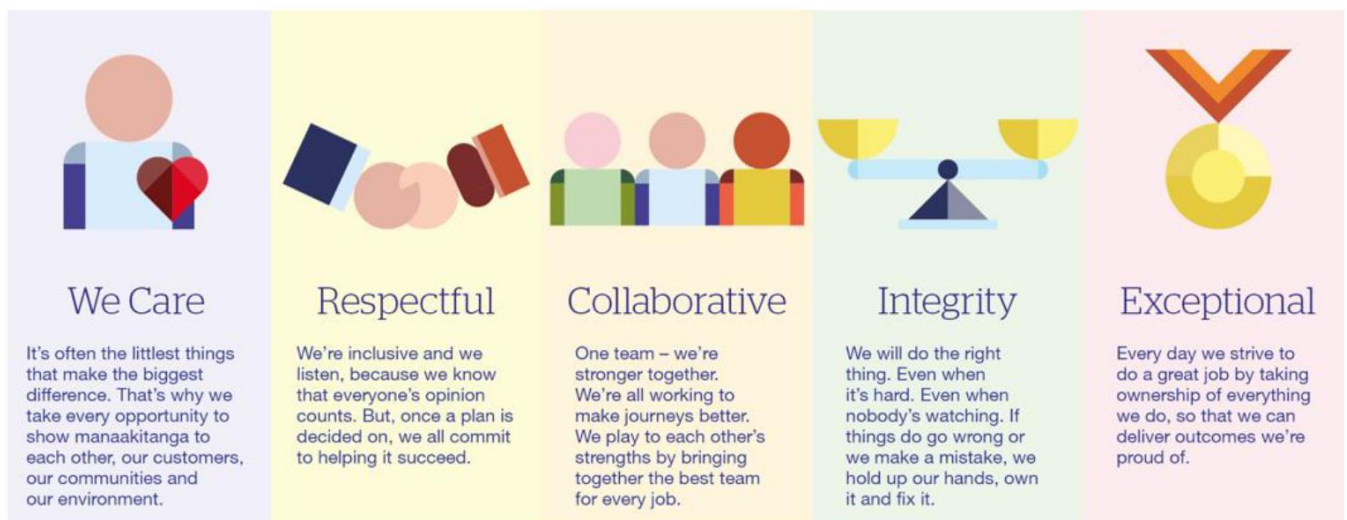 We Care
It's often the littlest things
that make the biggest
difference. That's why we
take every opportunity to
show manaakitanga to
each other, our customers,
our communities and
our environment.
Respectful
We're inclusive and we
listen, because we know
that everyone's opinion
counts. But, once a plan is
decided on, we all commit
to helping it succeed.
Collaborative
One team – we're
stronger together.
We're all working to
make journeys better.
We play to each other's
strengths by bringing
together the best team
for every job.
Integrity
We will do the right
thing. Even when
it's hard. Even when
nobody's watching. If
things do go wrong or
we make a mistake, we
hold up our hands, own
it and fix it.
Exceptional
Every day we strive to
do a great job by taking
ownership of everything
we do, so that we can
deliver outcomes we're
proud of.